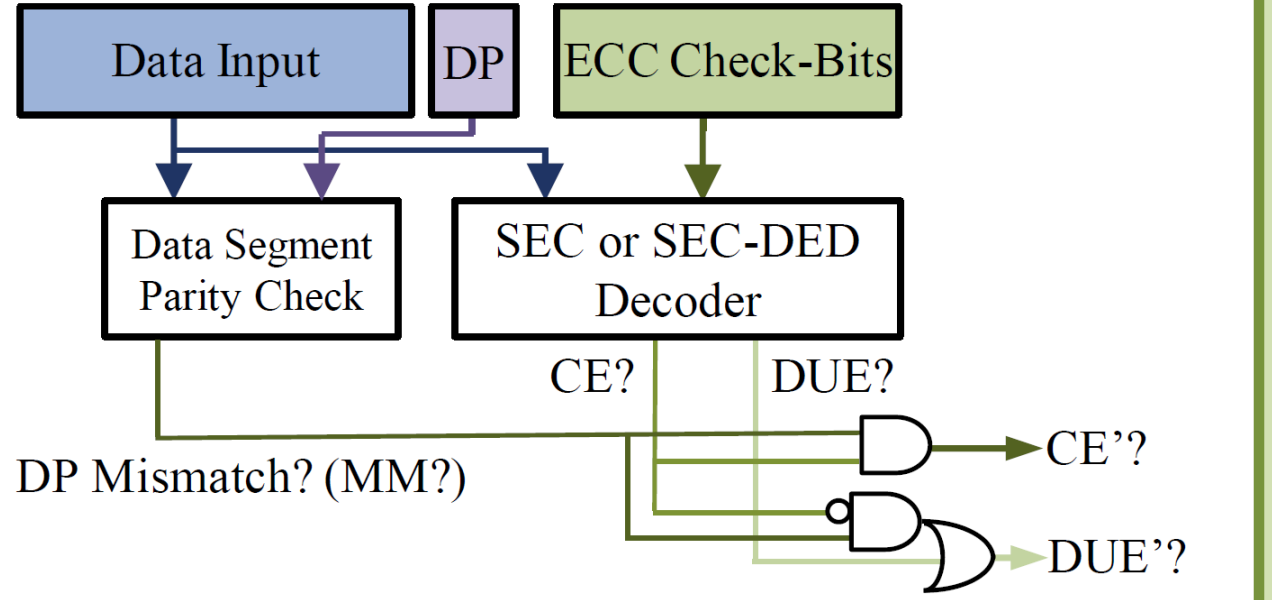 Data Input
DP
ECC Check-Bits
Data Segment
Parity Check
SEC or SEC-DED
Decoder
CE?
DUE?
DP Mismatch? (MM?)
CE’?
DUE’?